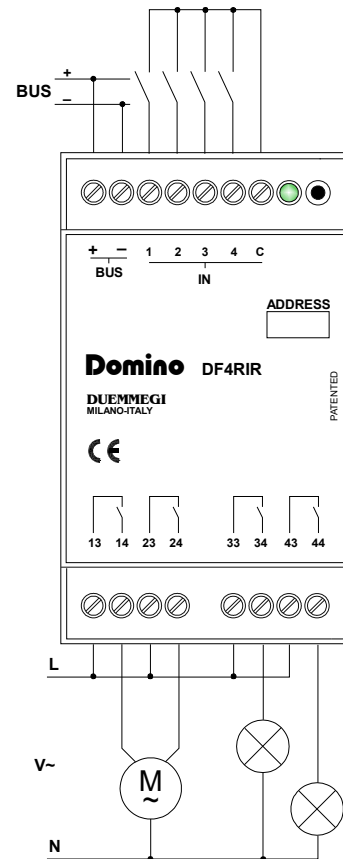 +
BUS
–
+ – 1 2 3 4 C
BUS
IN
ADDRESS
Domino DF4RIR
DUEMMEGI
MILANO-ITALY
PATENTED
CE
13 14 23 24 33 34 43 44
L
V~
M
~
N